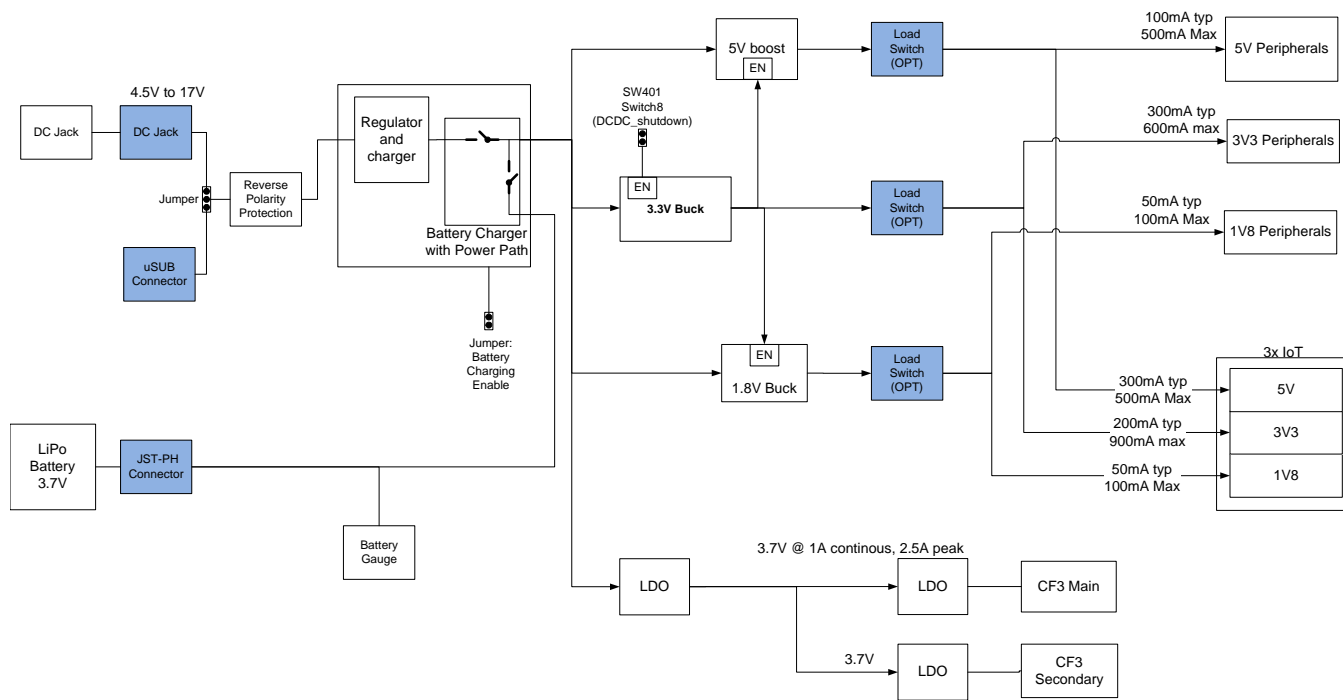 100mA typ
500mA Max
5V boost
EN
Load
Switch
(OPT)
5V Peripherals
4.5V to 17V
DC Jack
DC Jack
SW401
Switch8
(DCDC_shutdown)
300mA typ
600mA max
3V3 Peripherals
Regulator
and
charger
Jumper
Reverse
Polarity
Protection
EN
3.3V Buck
Load
Switch
(OPT)
50mA typ
100mA Max
1V8 Peripherals
Battery Charger
with Power Path
uSUB
Connector
Jumper:
Battery
Charging
Enable
EN
1.8V Buck
Load
Switch
(OPT)
3x IoT
300mA typ
500mA Max
5V
200mA typ
900mA max
3V3
50mA typ
100mA Max
1V8
LiPo
Battery
3.7V
JST-PH
Connector
Battery
Gauge
3.7V @ 1A continous, 2.5A peak
LDO
LDO
CF3 Main
3.7V
LDO
CF3
Secondary